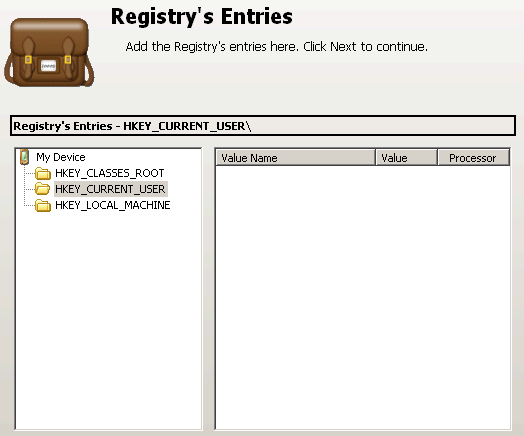 Registry's Entries
Add the Registry's entries here. Click Next to continue.
Registry's Entries - HKEY_CURRENT_USER\
My Device
HKEY_CLASSES_ROOT
HKEY_CURRENT_USER
HKEY_LOCAL_MACHINE
Value Name Value Processor